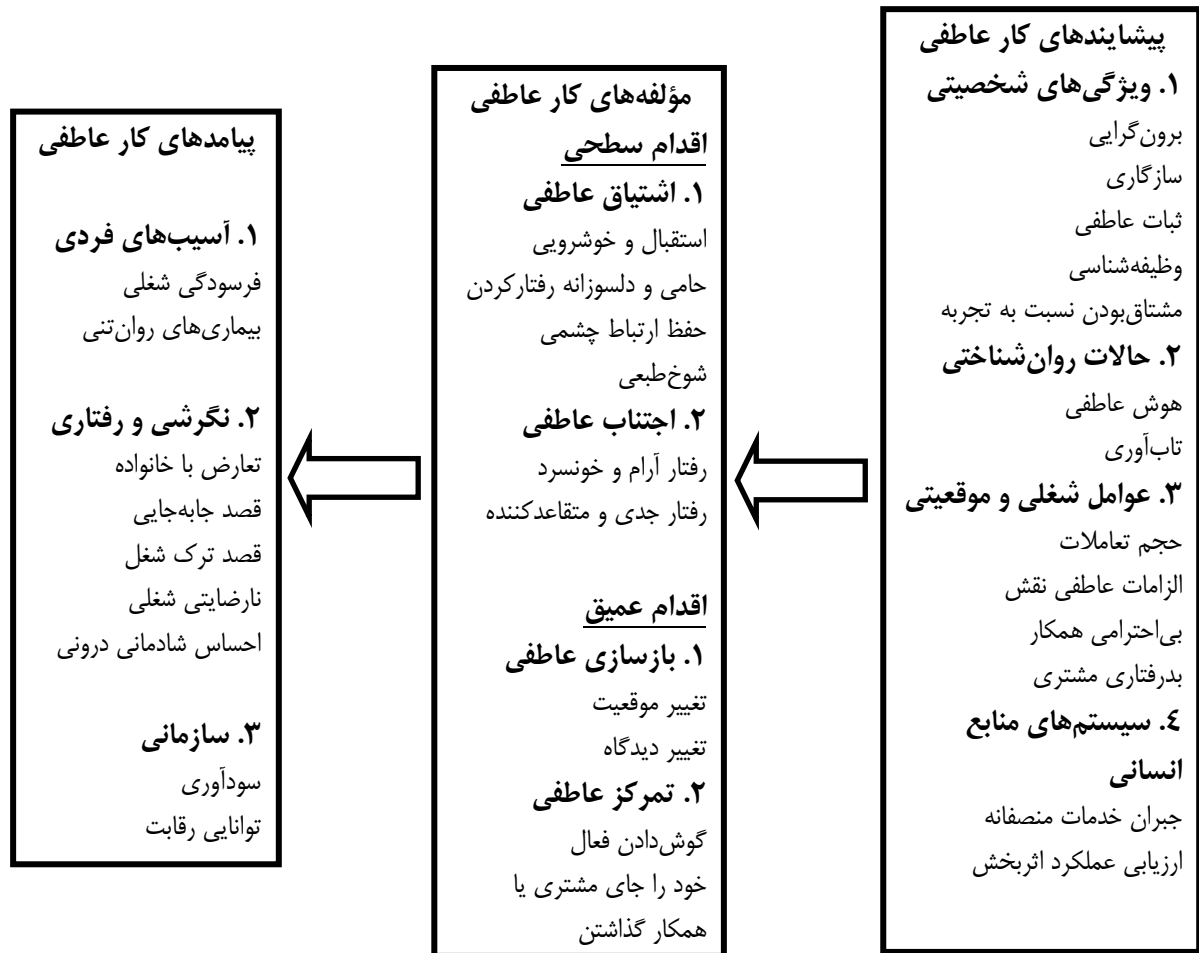 پیشایندهای کار عاطفی
۱. ویژگی‌های شخصیتی
برون‌گرایی
سازگاری
ثبات عاطفی
وظیفه‌شناسی
مشتاق‌بودن نسبت به تجربه
۲. حالات روان‌شناختی
هوش عاطفی
تاب‌آوری
۳. عوامل شغلی و موقعیتی
حجم تعاملات
الزامات عاطفی نقش
بی‌احترامی همکار
بدرفتاری مشتری
٤. سیستم‌های منابع
انسانی
جبران خدمات منصفانه
ارزیابی عملکرد اثربخش
مؤلفه‌های کار عاطفی
اقدام سطحی
۱. اشتیاق عاطفی
استقبال و خوشرویی
حامی و دلسوزانه رفتارکردن
حفظ ارتباط چشمی
شوخ‌طبعی
۲. اجتناب عاطفی
رفتار آرام و خونسرد
رفتار جدی و متقاعدکننده
اقدام عمیق
۱. بازسازی عاطفی
تغییر موقعیت
تغییر دیدگاه
۲. تمرکز عاطفی
گوش‌دادن فعال
خود را جای مشتری یا
همکار گذاشتن
پیامدهای کار عاطفی
۱. آسیب‌های فردی
فرسودگی شغلی
بیماری‌های روان‌تنی
۲. نگرشی و رفتاری
تعارض با خانواده
قصد جابه‌جایی
قصد ترک شغل
نارضایتی شغلی
احساس شادمانی درونی
۳. سازمانی
سودآوری
توانایی رقابت